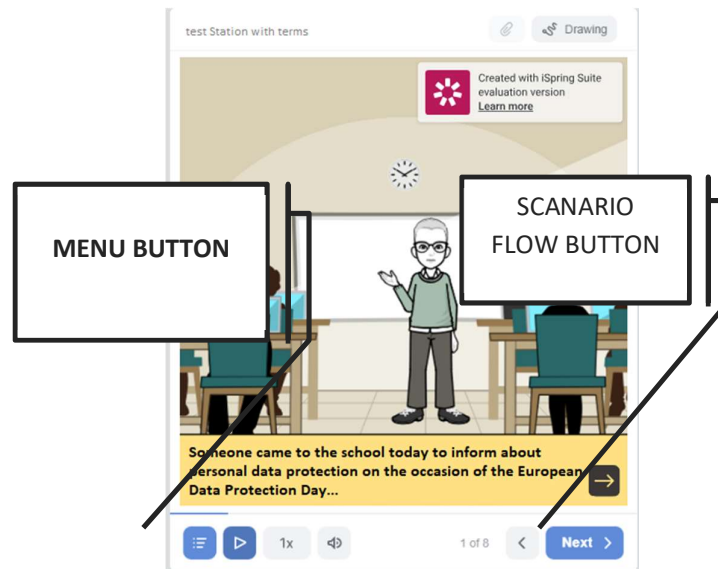 test Station with terms
Drawing
Created with iSpring Suite
evaluation version
Learn more
MENU BUTTON
SCANARIO
FLOW BUTTON
Someone came to the school today to inform about
personal data protection on the occasion of the European
Data Protection Day...
1x
1 of 8
Next